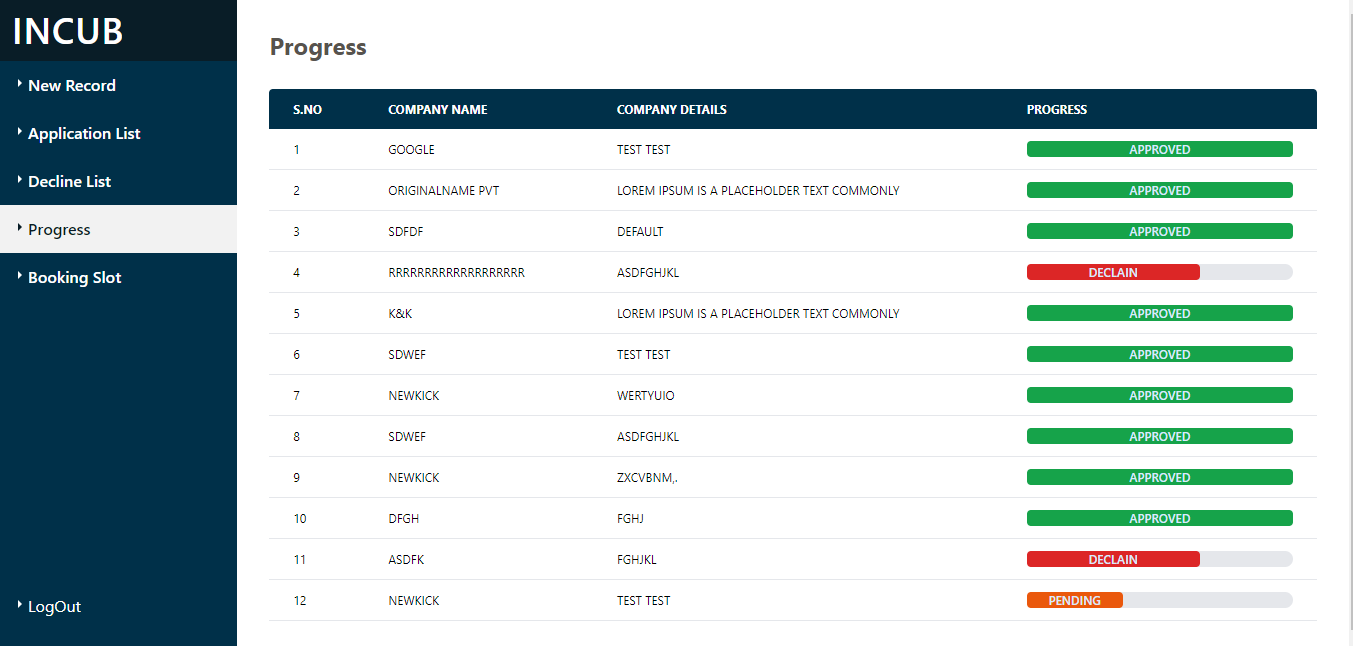 INCUB
New Record
Application List
Decline List
Progress
Booking Slot
LogOut
Progress
S.NO COMPANY NAME COMPANY DETAILS PROGRESS
1 GOOGLE TEST TEST APPROVED
2 ORIGINALNAME PVT LOREM IPSUM IS A PLACEHOLDER TEXT COMMONLY APPROVED
3 SDFDF DEFAULT APPROVED
4 RRRRRRRRRRRRRRRRRRR ASDFGHJKL DECLAIN
5 K&K LOREM IPSUM IS A PLACEHOLDER TEXT COMMONLY APPROVED
6 SDWEF TEST TEST APPROVED
7 NEWKICK WERTYUIO APPROVED
8 SDWEF ASDFGHJKL APPROVED
9 NEWKICK ZXCVBNM,. APPROVED
10 DFGH FGHJ APPROVED
11 ASDFK FGHJKL DECLAIN
12 NEWKICK TEST TEST PENDING